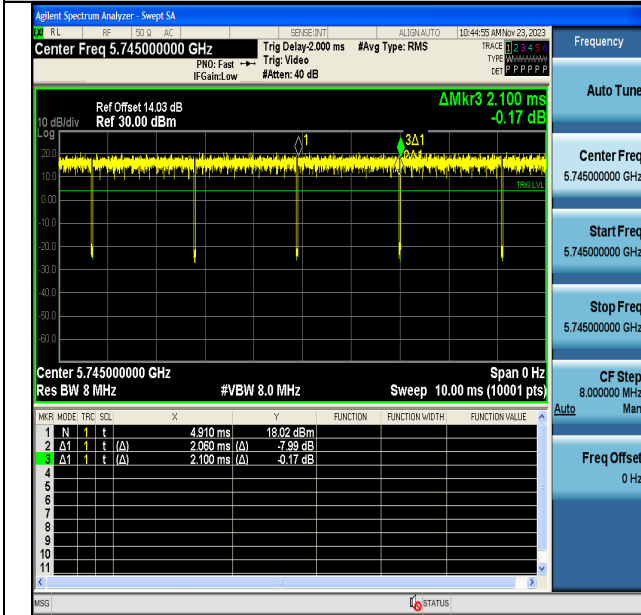 Agilent Spectrum Analyzer - Swept SA
RL RF 50 Ω AC SENSE:INT ALIGN AUTO 10:44:55 AM Nov 23, 2023
Center Freq 5.745000000 GHz
PNO: Fast
IFGain:Low
Trig Delay-2.000 ms
Trig: Video
#Atten: 40 dB
#Avg Type: RMS
TRACE 1 2 3 4 5 6
TYPE
DET P P P P P P
ΔMkr3 2.100 ms
-0.17 dB
Ref Offset 14.03 dB
10 dB/div Ref 30.00 dBm
Log
1
3Δ1
2Δ1
20.0
10.0
TRIG LVL
0.00
-10.0
-20.0
-30.0
-40.0
-50.0
-60.0
Center 5.745000000 GHz Span 0 Hz
Res BW 8 MHz #VBW 8.0 MHz Sweep 10.00 ms (10001 pts)
MKR MODE TRC SCL X Y FUNCTION FUNCTION WIDTH FUNCTION VALUE
1 N 1 t 4.910 ms 18.02 dBm
2 Δ1 1 t (Δ) 2.060 ms (Δ) -7.99 dB
3 Δ1 1 t (Δ) 2.100 ms (Δ) -0.17 dB
4
5
6
7
8
9
10
11
MSG STATUS
Frequency
Auto Tune
Center Freq
5.745000000 GHz
Start Freq
5.745000000 GHz
Stop Freq
5.745000000 GHz
CF Step
8.000000 MHz
Auto Man
Freq Offset
0 Hz